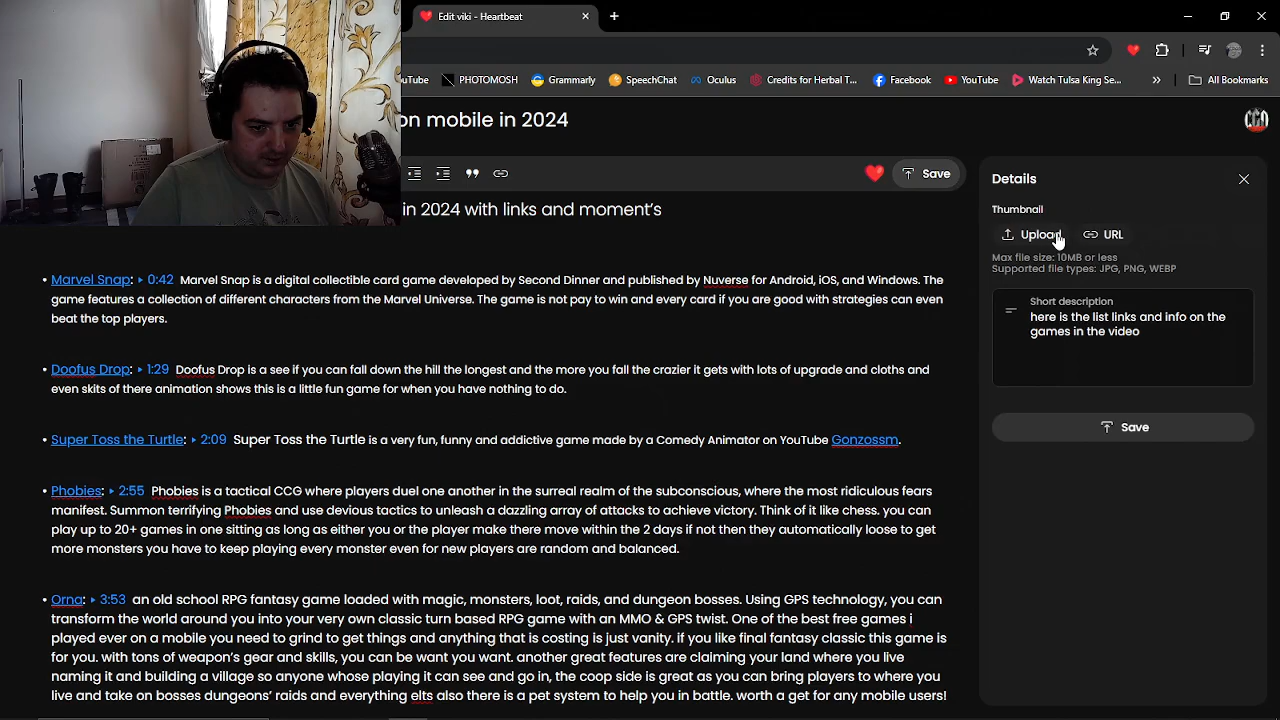 Edit viki - Heartbeat
ouTube PHOTOMOSH Grammarly SpeechChat Oculus Credits for Herbal T... Facebook YouTube Watch Tulsa King Se... » All Bookmarks
on mobile in 2024
CGO
Save
in 2024 with links and moment's
Details
Thumbnail
Upload URL
Max file size: 10MB or less
Supported file types: JPG, PNG, WEBP
Short description
here is the list links and info on the
games in the video
Save
• Marvel Snap: 0:42 Marvel Snap is a digital collectible card game developed by Second Dinner and published by Nuverse for Android, iOS, and Windows. The
game features a collection of different characters from the Marvel Universe. The game is not pay to win and every card if you are good with strategies can even
beat the top players.
• Doofus Drop: 1:29 Doofus Drop is a see if you can fall down the hill the longest and the more you fall the crazier it gets with lots of upgrade and cloths and
even skits of there animation shows this is a little fun game for when you have nothing to do.
• Super Toss the Turtle: 2:09 Super Toss the Turtle is a very fun, funny and addictive game made by a Comedy Animator on YouTube Gonzossm.
• Phobies: 2:55 Phobies is a tactical CCG where players duel one another in the surreal realm of the subconscious, where the most ridiculous fears
manifest. Summon terrifying Phobies and use devious tactics to unleash a dazzling array of attacks to achieve victory. Think of it like chess. you can
play up to 20+ games in one sitting as long as either you or the player make there move within the 2 days if not then they automatically loose to get
more monsters you have to keep playing every monster even for new players are random and balanced.
• Orna: 3:53 an old school RPG fantasy game loaded with magic, monsters, loot, raids, and dungeon bosses. Using GPS technology, you can
transform the world around you into your very own classic turn based RPG game with an MMO & GPS twist. One of the best free games i
played ever on a mobile you need to grind to get things and anything that is costing is just vanity. if you like final fantasy classic this game is
for you. with tons of weapon's gear and skills, you can be want you want. another great features are claiming your land where you live
naming it and building a village so anyone whose playing it can see and go in, the coop side is great as you can bring players to where you
live and take on bosses dungeons' raids and everything elts also there is a pet system to help you in battle. worth a get for any mobile users!